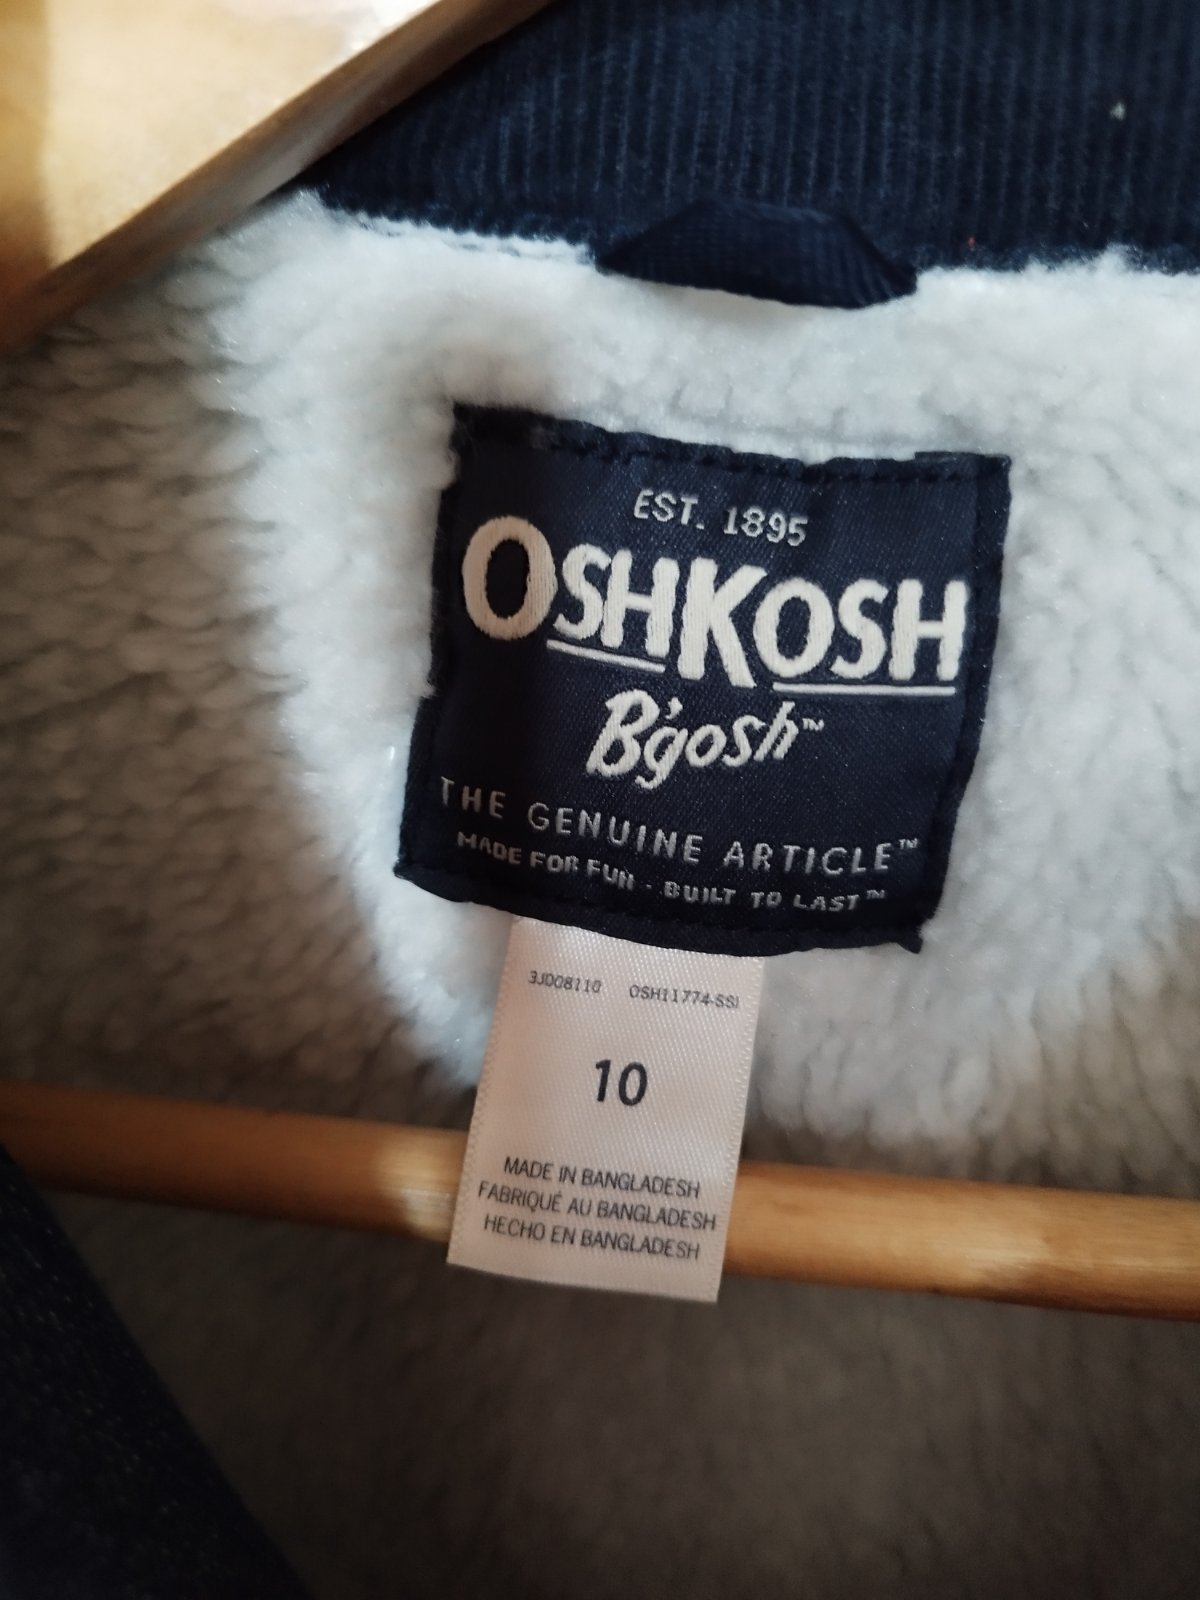 EST. 1895
OSHKOSH
B'gosh™
THE GENUINE ARTICLE™
MADE FOR FUN - BUILT TO LAST™
3J008110 OSH11774-SSI
10
MADE IN BANGLADESH
FABRIQUÉ AU BANGLADESH
HECHO EN BANGLADESH